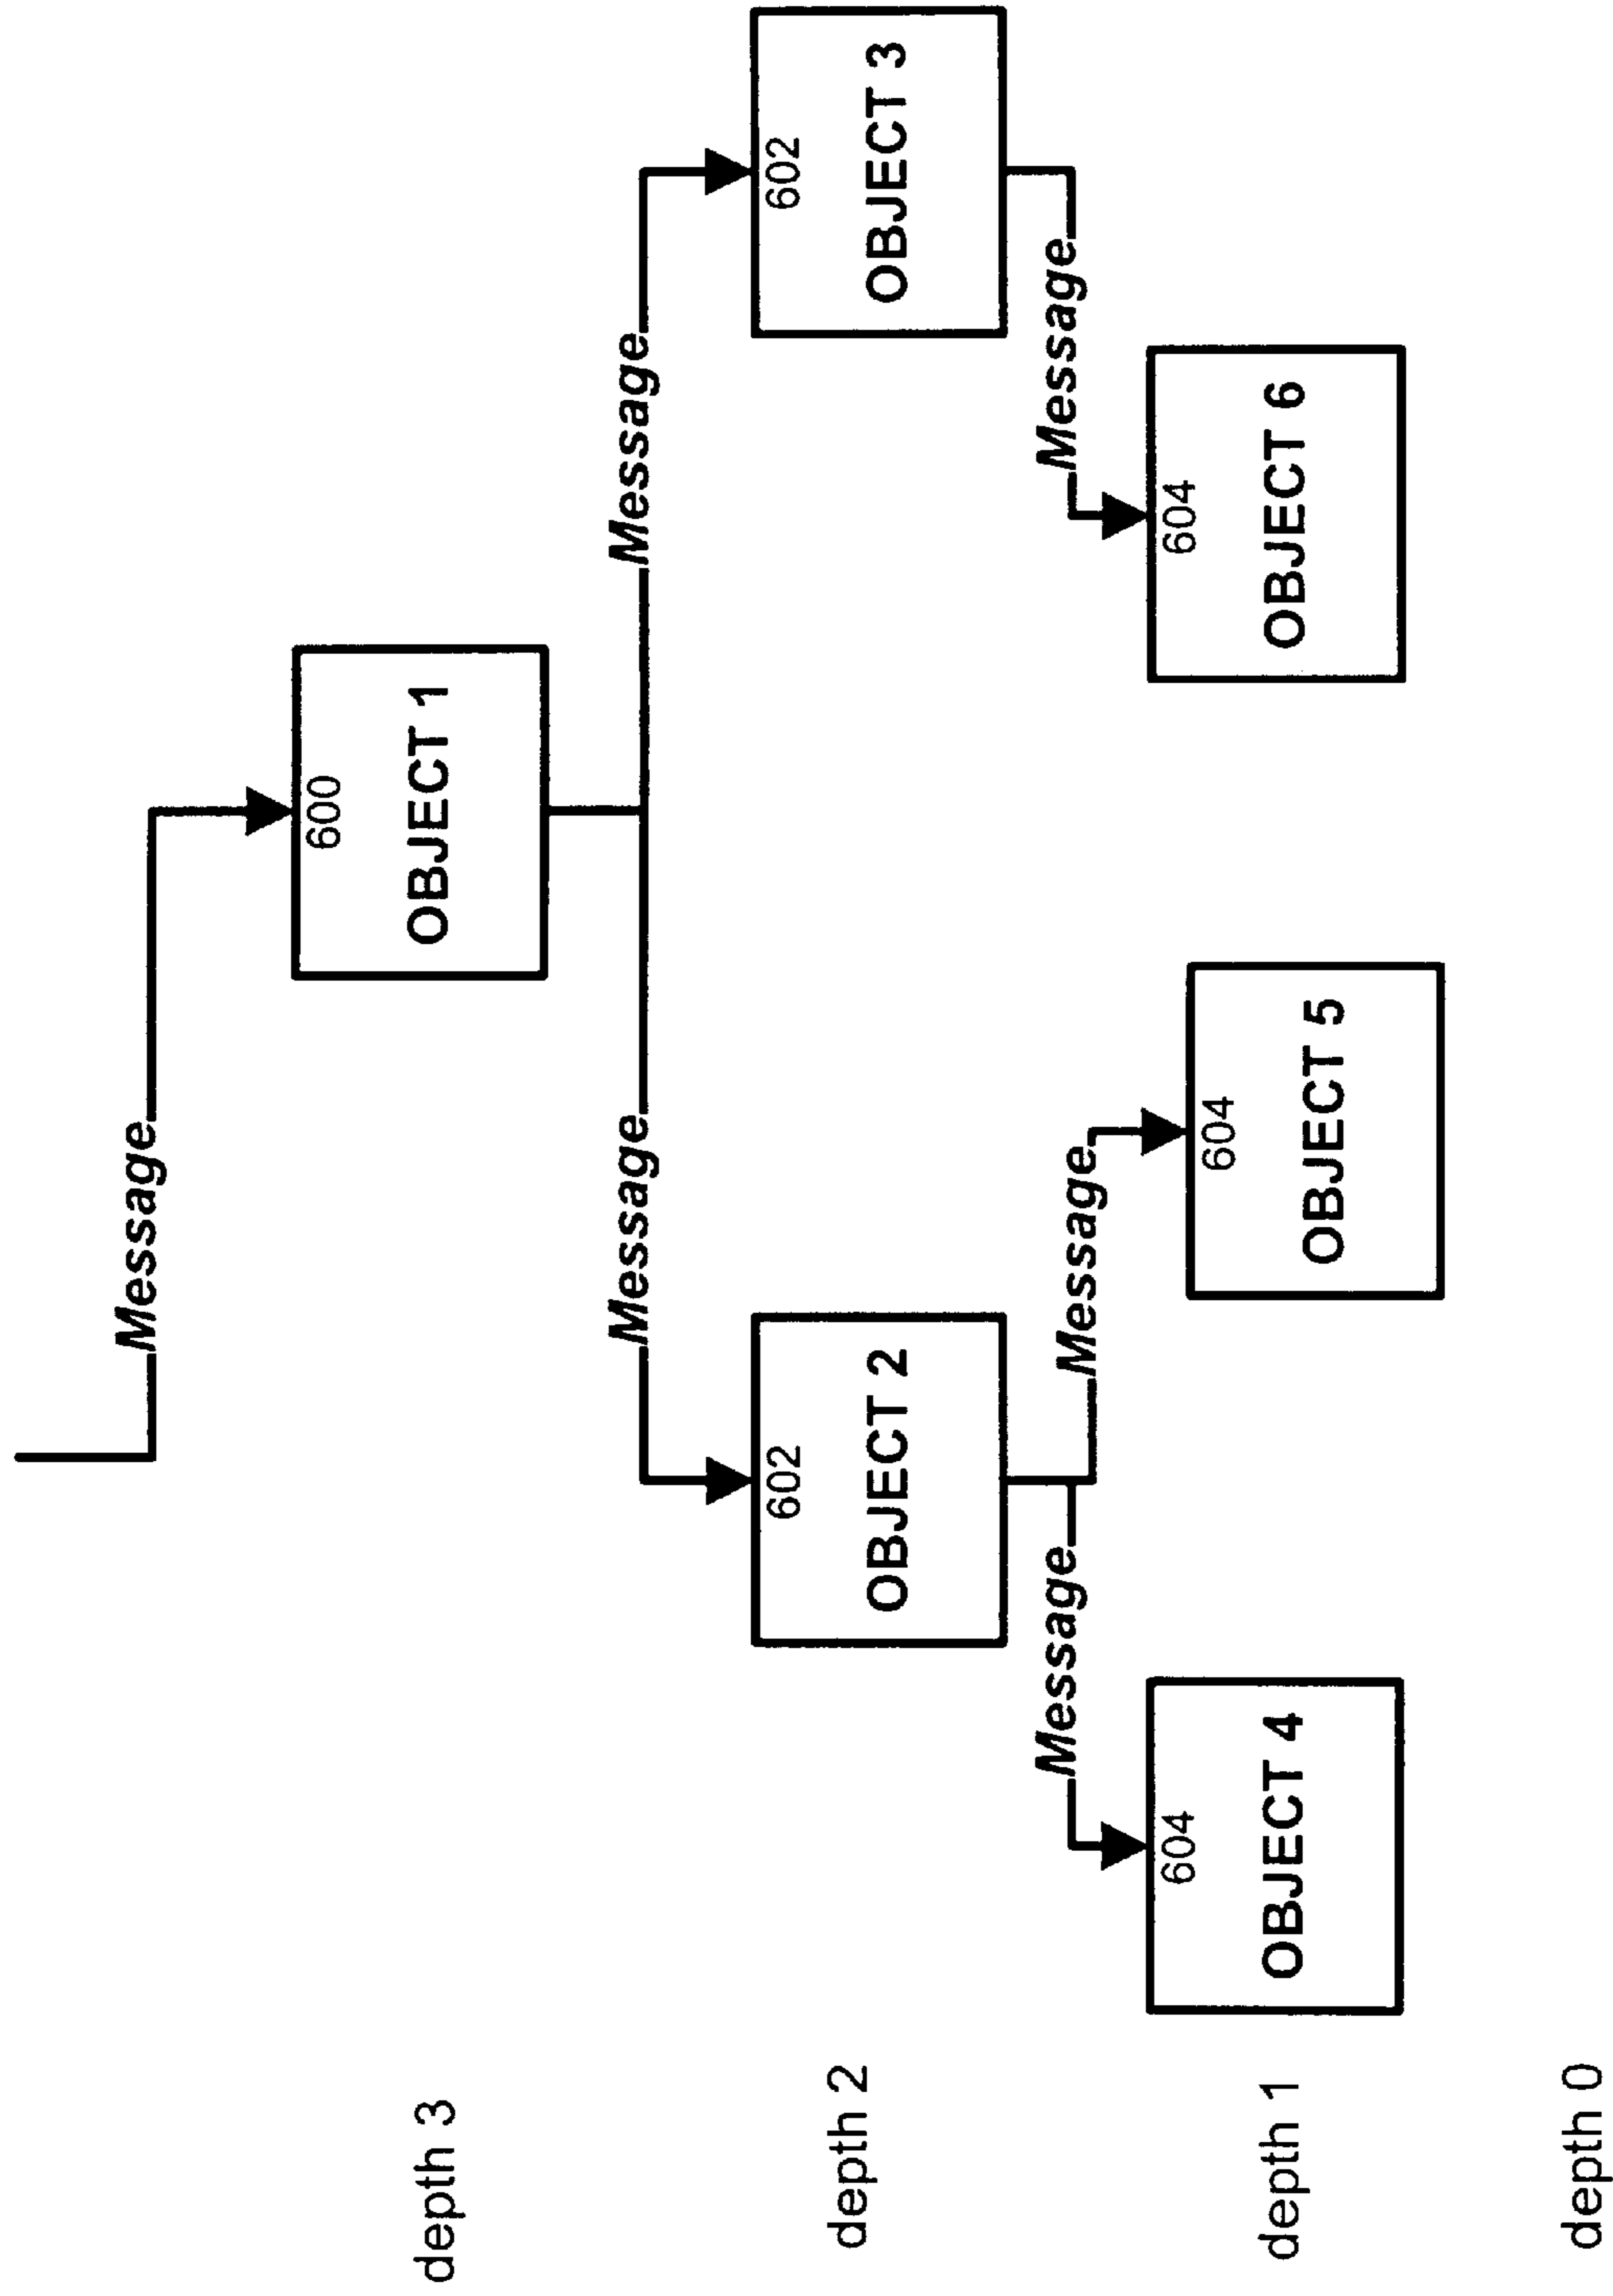 Message
600
depth 3
OBJECT 1
Message
Message
602
602
depth 2
OBJECT 2
OBJECT 3
Message
Message
Message
604
604
604
depth 1
OBJECT 4
OBJECT 5
OBJECT 6
depth 0